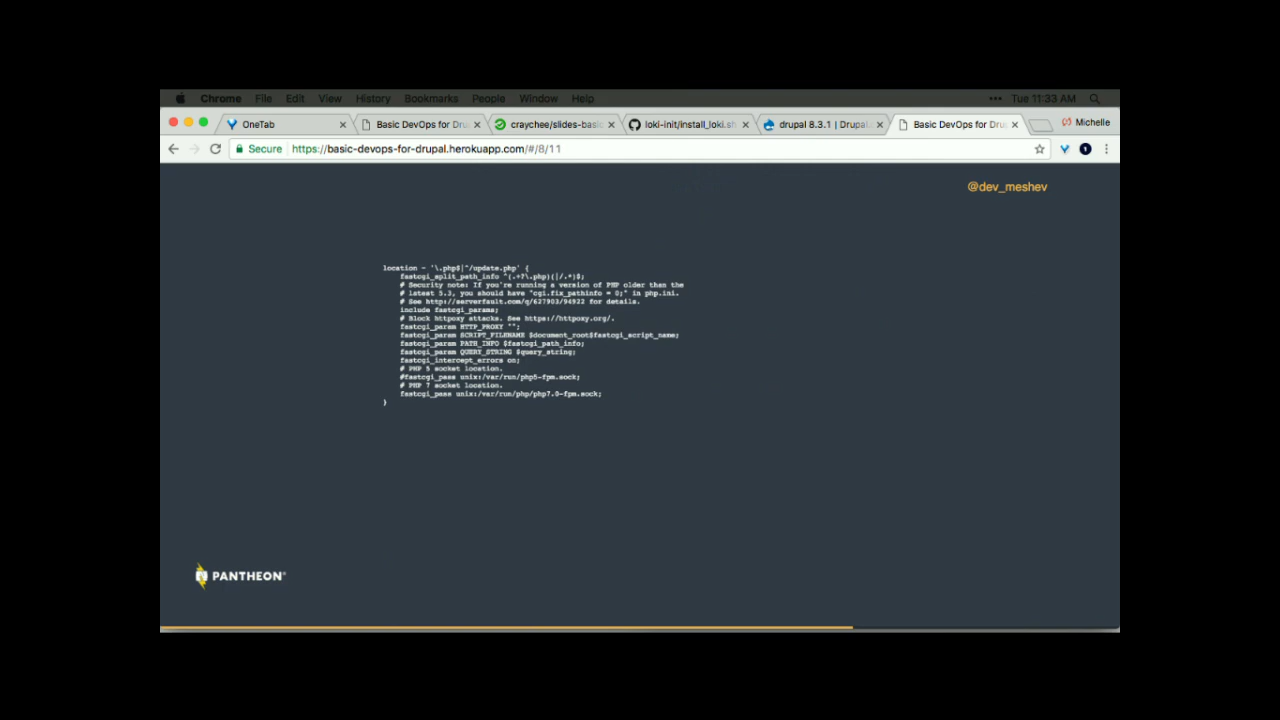 Chrome File Edit View History Bookmarks People Window Help ••• Tue 11:33 AM
OneTab
Basic DevOps for Dru
craychee/slides-basic
loki-init/install_loki.sh
drupal 8.3.1 | Drupal.
Basic DevOps for Dru
Michelle
Secure https://basic-devops-for-drupal.herokuapp.com/#/8/11
@dev_meshev
location ~ '\.php$|^/update.php' {
fastcgi_split_path_info ^(.+?\.php)(|/.*)$;
# Security note: If you're running a version of PHP older than the
# latest 5.3, you should have "cgi.fix_pathinfo = 0;" in php.ini.
# See http://serverfault.com/q/627903/94922 for details.
include fastcgi_params;
# Block httpoxy attacks. See https://httpoxy.org/.
fastcgi_param HTTP_PROXY "";
fastcgi_param SCRIPT_FILENAME $document_root$fastcgi_script_name;
fastcgi_param PATH_INFO $fastcgi_path_info;
fastcgi_param QUERY_STRING $query_string;
fastcgi_intercept_errors on;
# PHP 5 socket location.
#fastcgi_pass unix:/var/run/php5-fpm.sock;
# PHP 7 socket location.
fastcgi_pass unix:/var/run/php/php7.0-fpm.sock;
}
PANTHEON